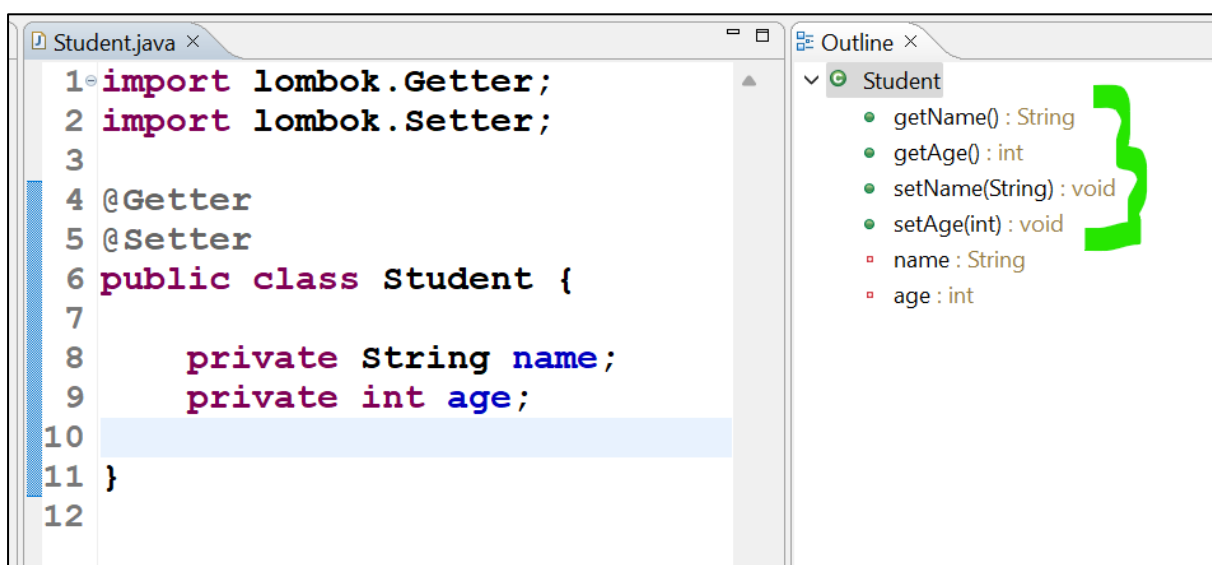 Student.java
1 import lombok.Getter;
2 import lombok.Setter;
3
4 @Getter
5 @Setter
6 public class Student {
7
8     private String name;
9     private int age;
10
11 }
12
Outline
Student
getName() : String
getAge() : int
setName(String) : void
setAge(int) : void
name : String
age : int